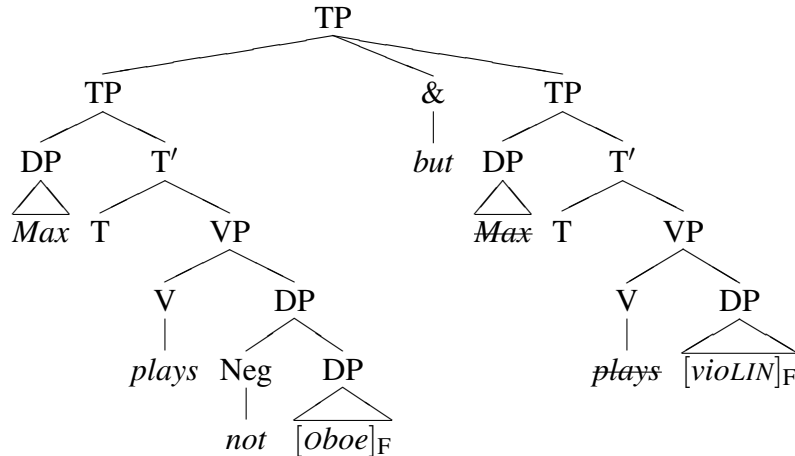 TP
TP & TP
DP T′ but DP T′
Max T VP Max T VP
V DP V DP
plays Neg DP plays [vioLIN]F
not [Oboe]F